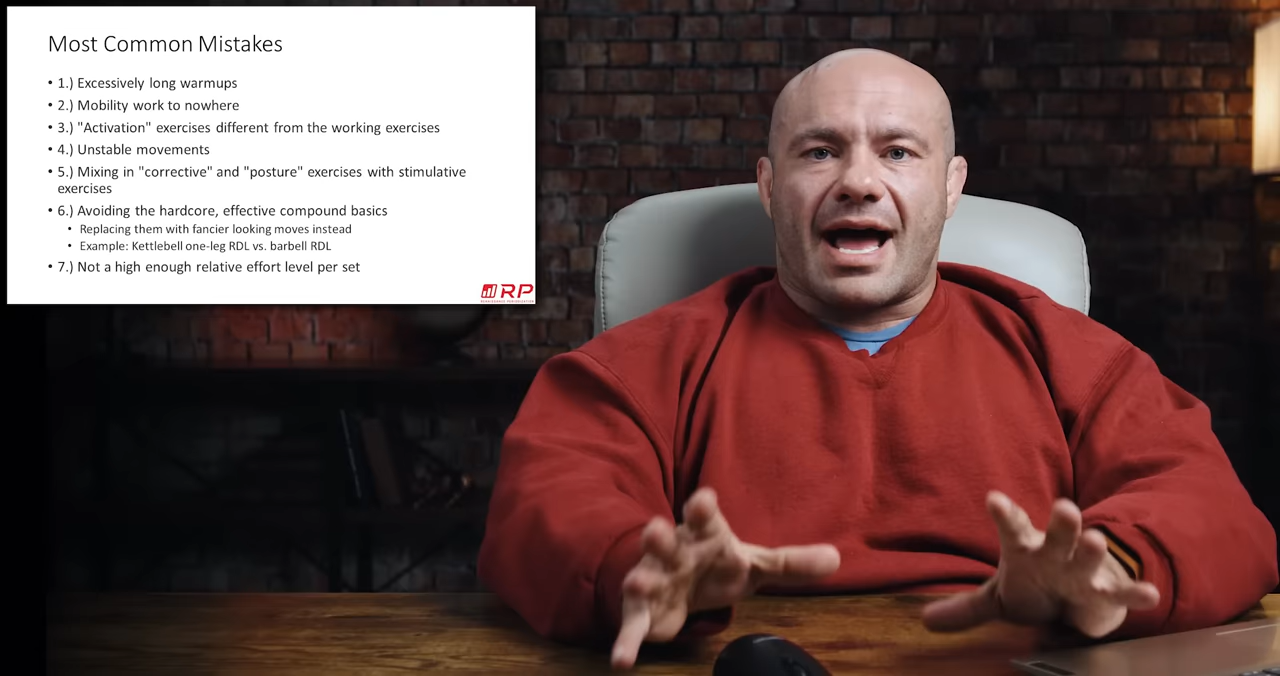 Most Common Mistakes
• 1.) Excessively long warmups
• 2.) Mobility work to nowhere
• 3.) "Activation" exercises different from the working exercises
• 4.) Unstable movements
• 5.) Mixing in "corrective" and "posture" exercises with stimulative
exercises
• 6.) Avoiding the hardcore, effective compound basics
• Replacing them with fancier looking moves instead
• Example: Kettlebell one-leg RDL vs. barbell RDL
• 7.) Not a high enough relative effort level per set
RP
RENAISSANCE PERIODIZATION